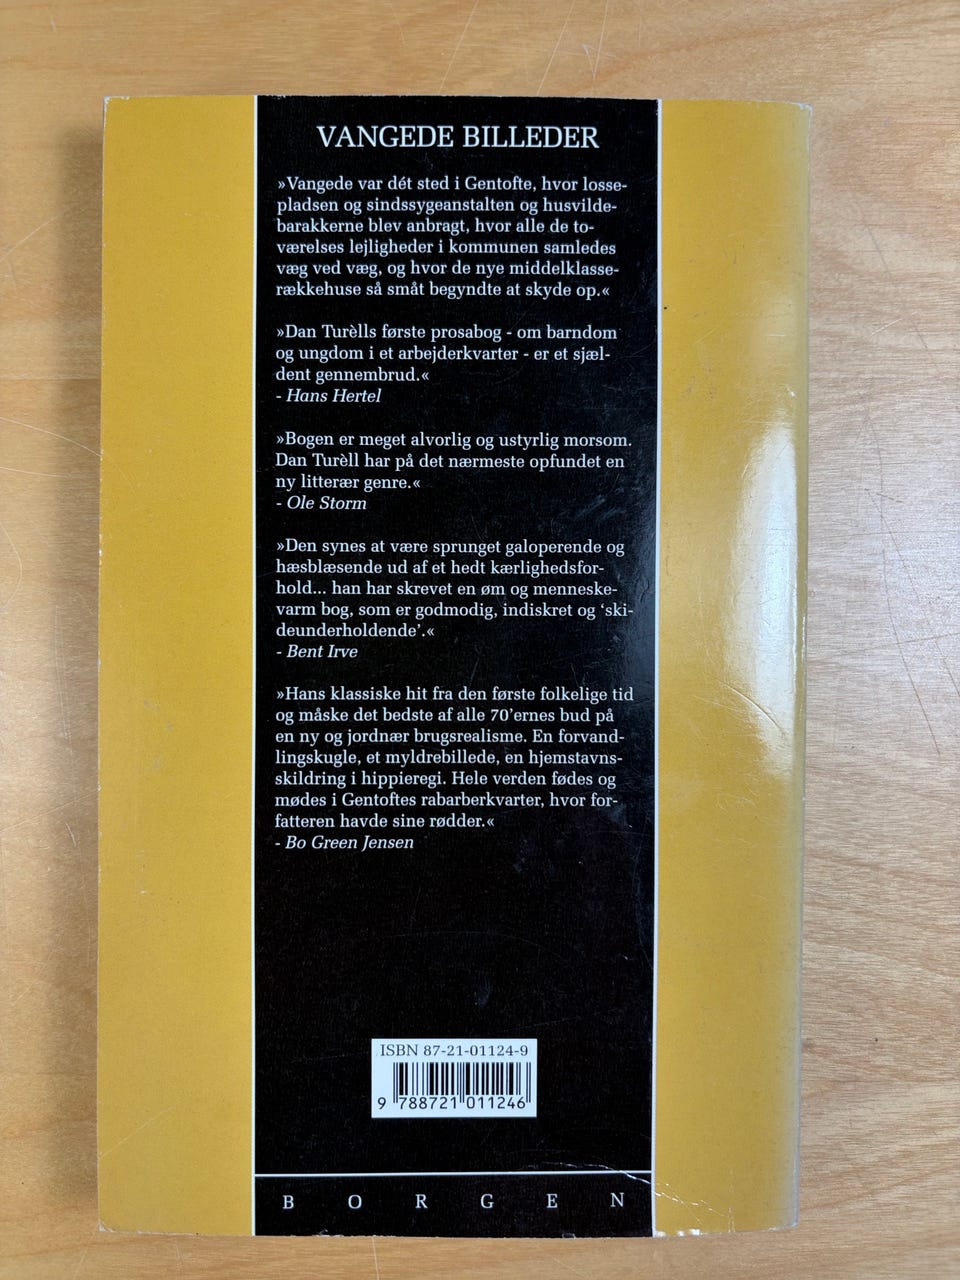 VANGEDE BILLEDER
»Vangede var dét sted i Gentofte, hvor losse-
pladsen og sindssygeanstalten og husvilde-
barakkerne blev anbragt, hvor alle de to-
værelses lejligheder i kommunen samledes
væg ved væg, og hvor de nye middelklasse-
rækkehuse så småt begyndte at skyde op.«
»Dan Turèlls første prosabog - om barndom
og ungdom i et arbejderkvarter - er et sjæl-
dent gennembrud.«
- Hans Hertel
»Bogen er meget alvorlig og ustyrlig morsom.
Dan Turèll har på det nærmeste opfundet en
ny litterær genre.«
- Ole Storm
»Den synes at være sprunget galoperende og
hæsblæsende ud af et hedt kærlighedsfor-
hold... han har skrevet en øm og menneske-
varm bog, som er godmodig, indiskret og ‘ski-
deunderholdende’.«
- Bent Irve
»Hans klassiske hit fra den første folkelige tid
og måske det bedste af alle 70’ernes bud på
en ny og jordnær brugsrealisme. En forvand-
lingskugle, et myldrebillede, en hjemstavns-
skildring i hippieregi. Hele verden fødes og
mødes i Gentoftes rabarberkvarter, hvor for-
fatteren havde sine rødder.«
- Bo Green Jensen
ISBN 87-21-01124-9
9 788721 011246
BORGEN